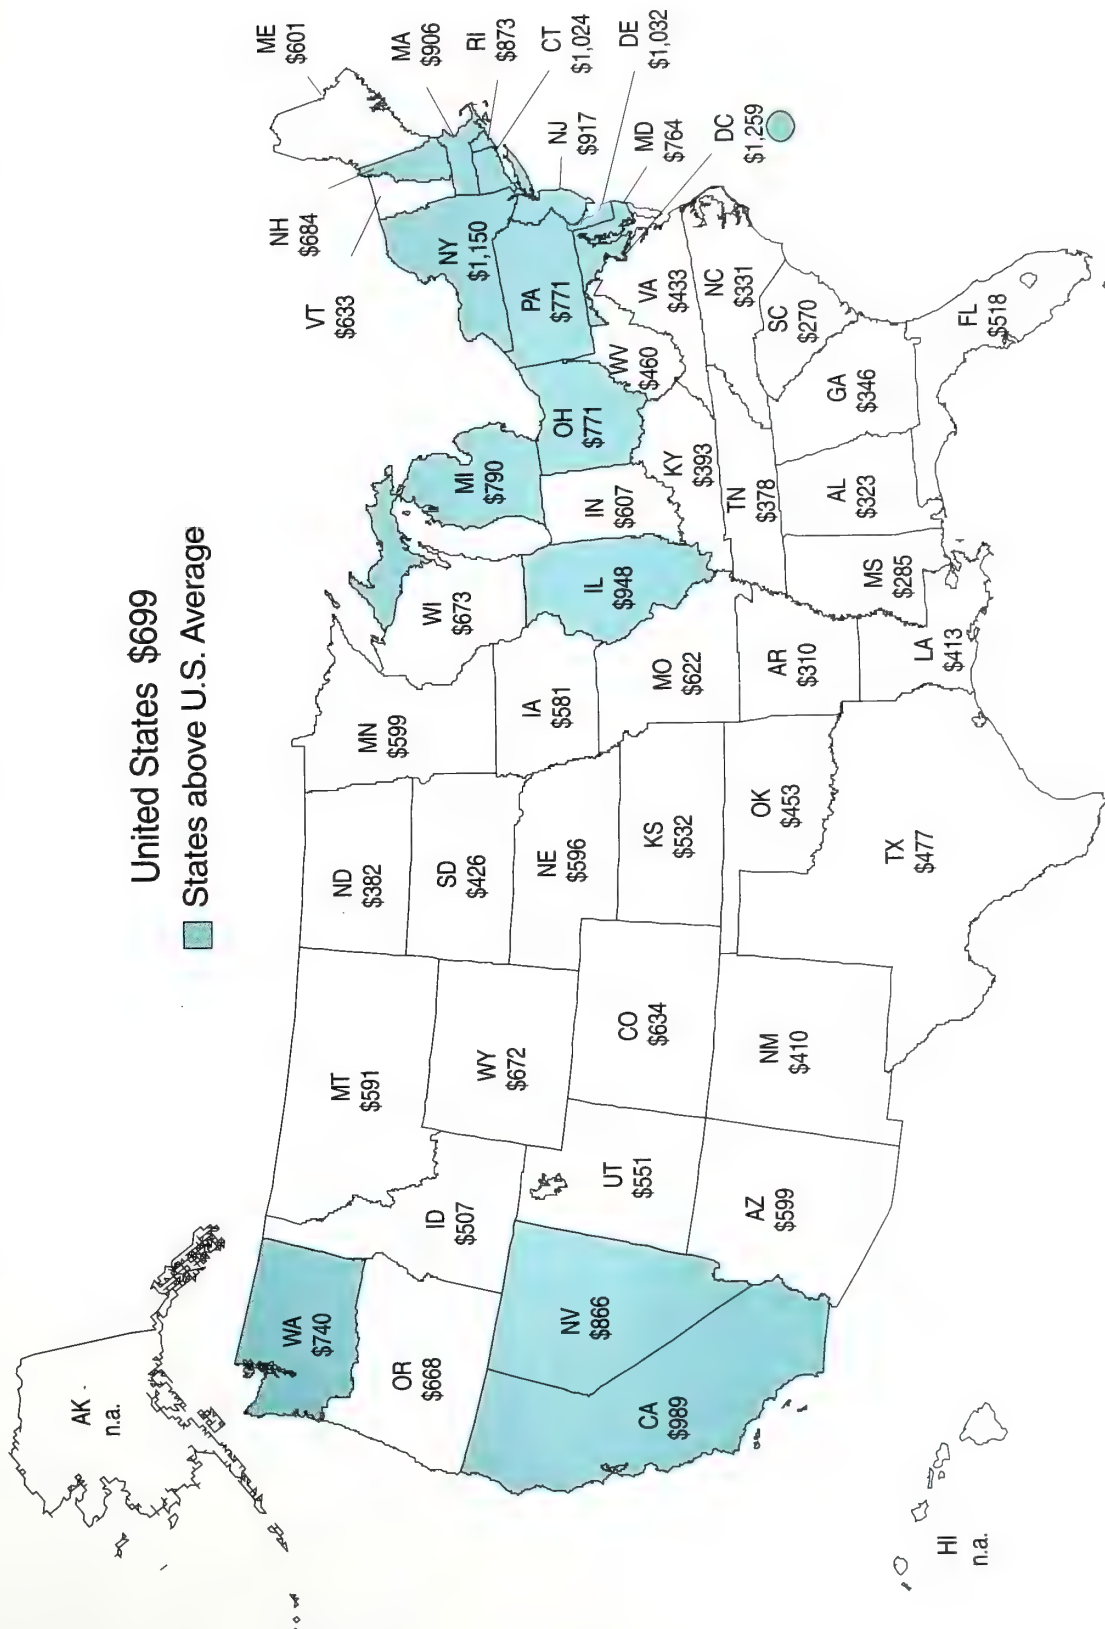 United States $699
States above U.S. Average
AK
n.a.
WA
$740
OR
$668
CA
$989
NV
$866
ID
$507
MT
$591
WY
$672
UT
$551
AZ
$599
CO
$634
NM
$410
ND
$382
SD
$426
NE
$596
KS
$532
OK
$453
TX
$477
MN
$599
IA
$581
MO
$622
AR
$310
LA
$413
WI
$673
IL
$948
MI
$790
IN
$607
OH
$771
KY
$393
TN
$378
MS
$285
AL
$323
GA
$346
FL
$518
SC
$270
NC
$331
VA
$433
WV
$460
PA
$771
NY
$1,150
VT
$633
NH
$684
ME
$601
MA
$906
RI
$873
CT
$1,024
NJ
$917
DE
$1,032
MD
$764
DC
$1,259
HI
n.a.